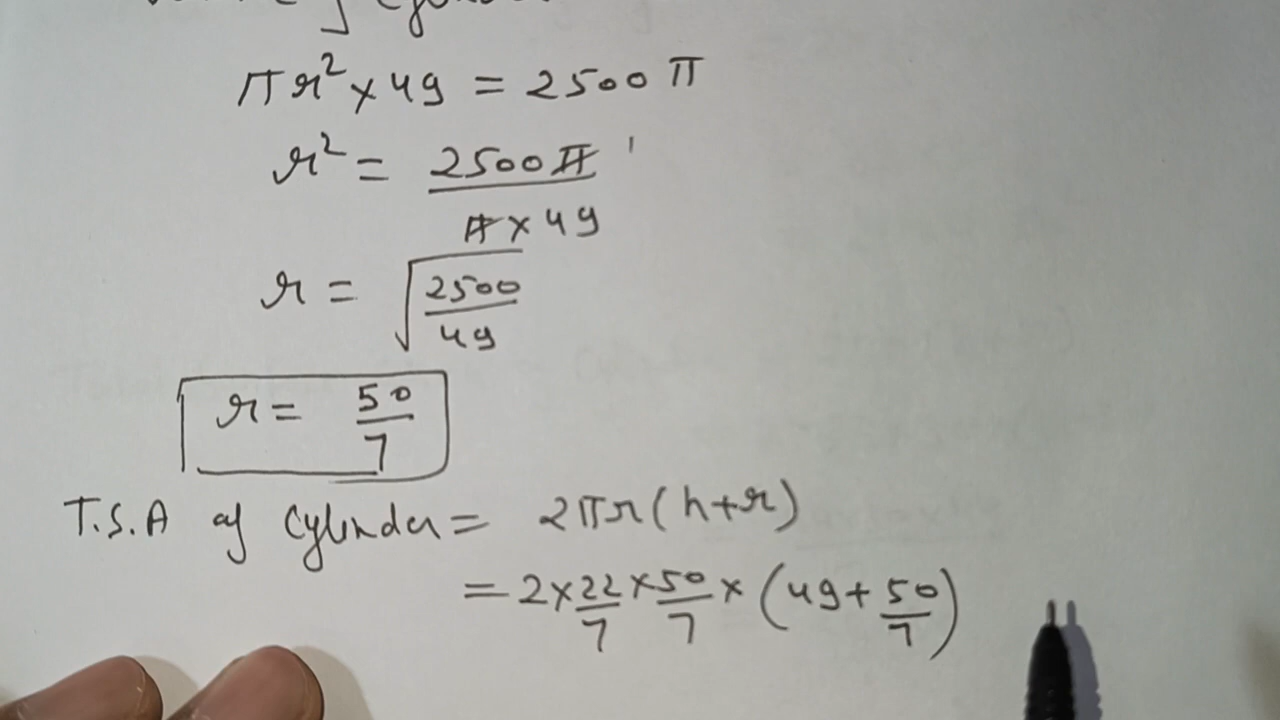 πr² × 49 = 2500 π
r² = 2500π / π × 49
r = √(2500/49)
r = 50/7
T.S.A of Cylinder = 2πr(h+r)
= 2 × 22/7 × 50/7 × (49 + 50/7)